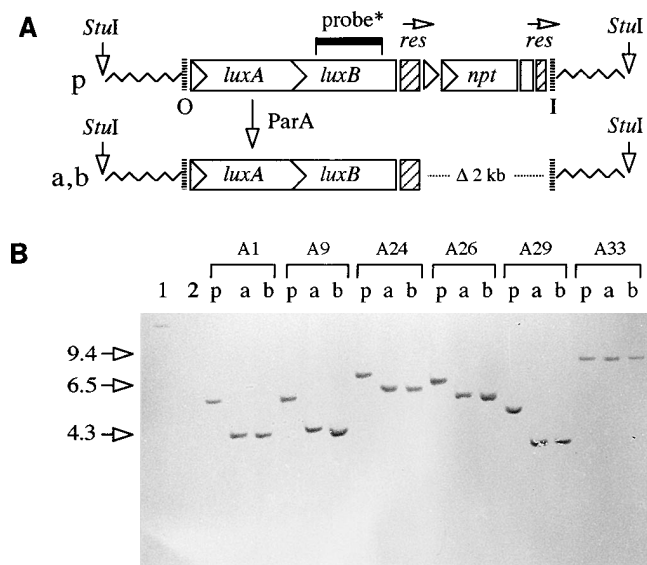 A
StuI
probe*
res
res
StuI
p
luxA
luxB
npt
O
I
StuI
ParA
StuI
a,b
luxA
luxB
Δ 2 kb
B
A1 A9 A24 A26 A29 A33
1 2 p a b p a b p a b p a b p a b p a b
9.4
6.5
4.3